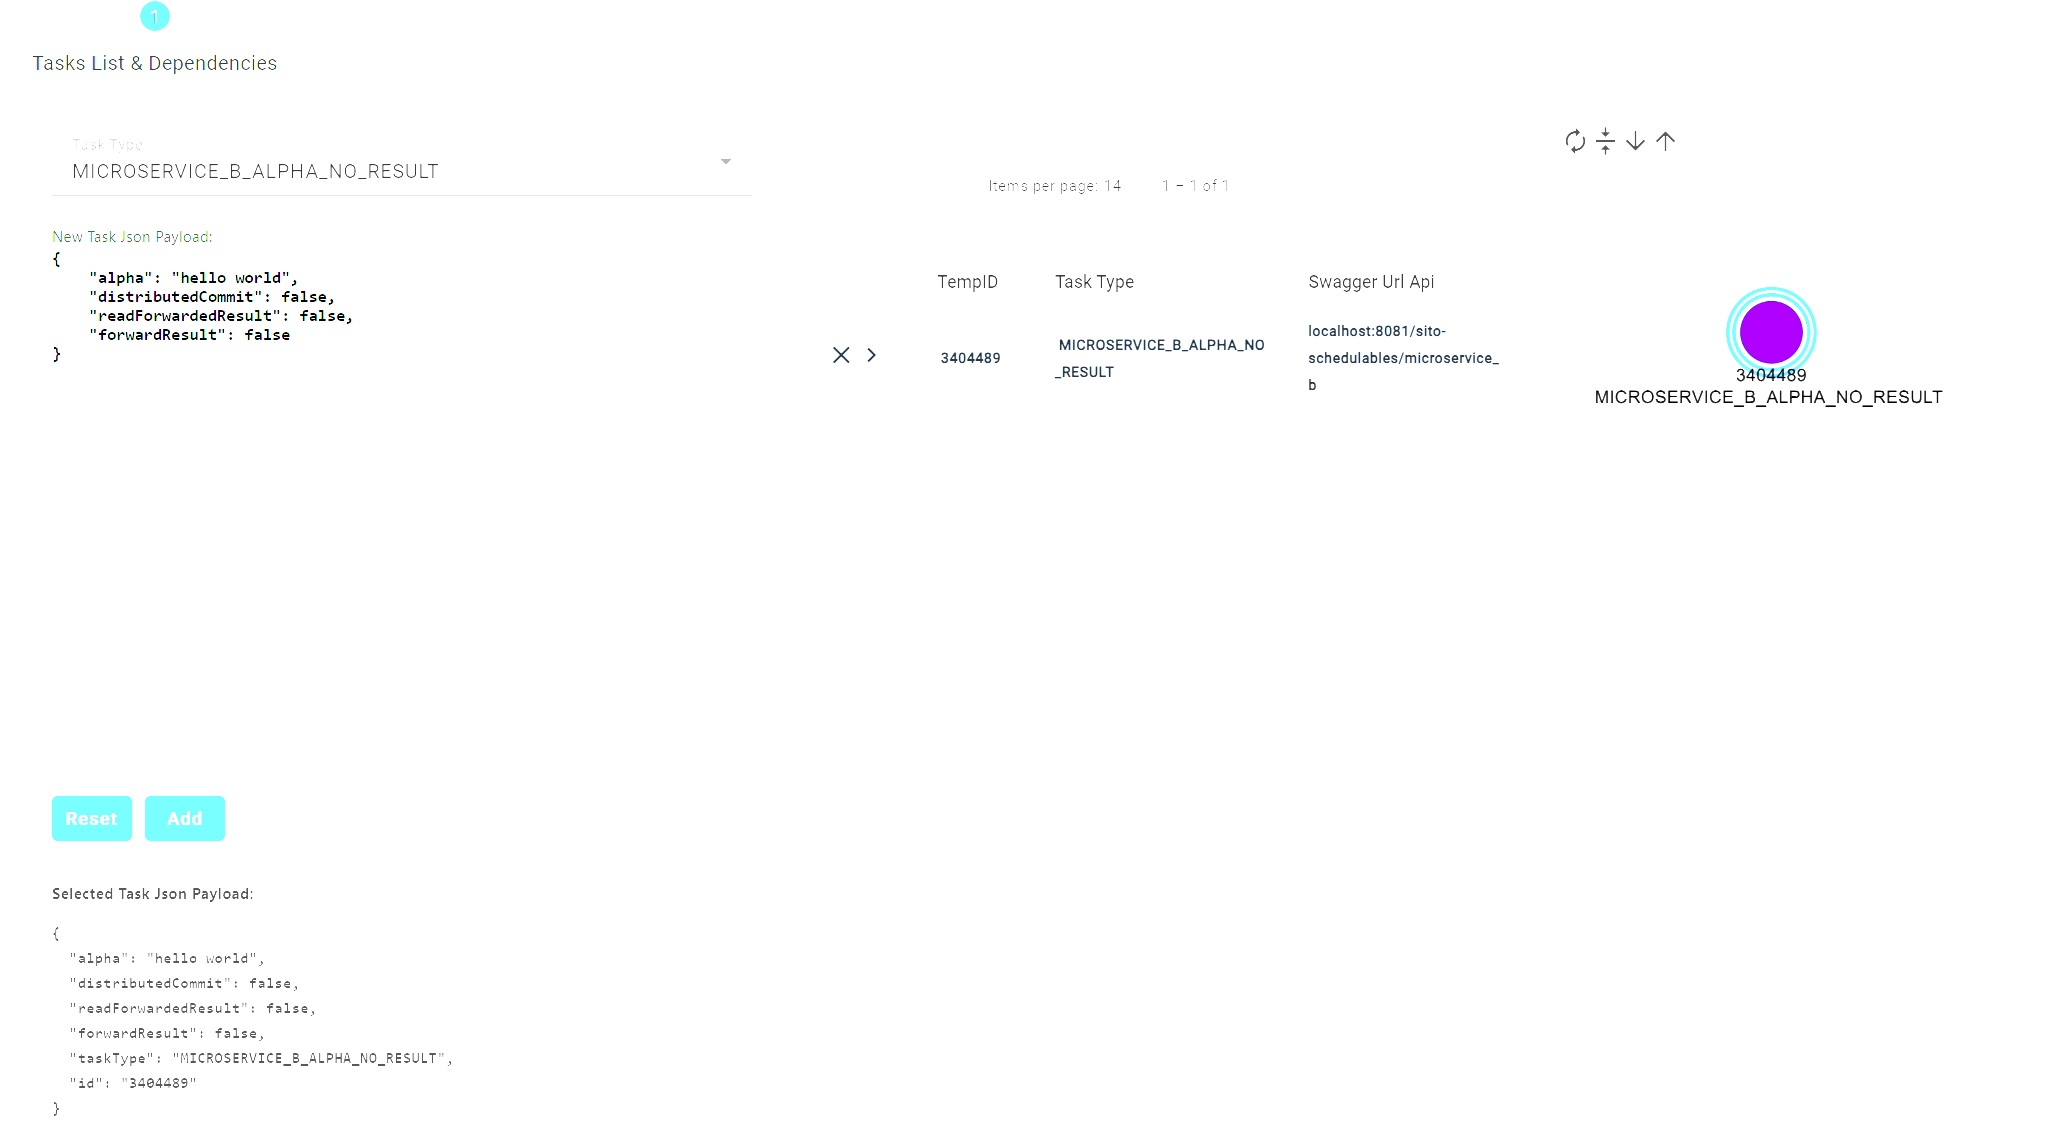 1
Tasks List & Dependencies
Task Type
MICROSERVICE_B_ALPHA_NO_RESULT
New Task Json Payload:
{
    "alpha": "hello world",
    "distributedCommit": false,
    "readForwardedResult": false,
    "forwardResult": false
}
Reset Add
Selected Task Json Payload:
{
  "alpha": "hello world",
  "distributedCommit": false,
  "readForwardedResult": false,
  "forwardResult": false,
  "taskType": "MICROSERVICE_B_ALPHA_NO_RESULT",
  "id": "3404489"
}
Items per page: 14 1 – 1 of 1
TempID Task Type Swagger Url Api
3404489
MICROSERVICE_B_ALPHA_NO
_RESULT
localhost:8081/sito-
schedulables/microservice_
b
3404489
MICROSERVICE_B_ALPHA_NO_RESULT